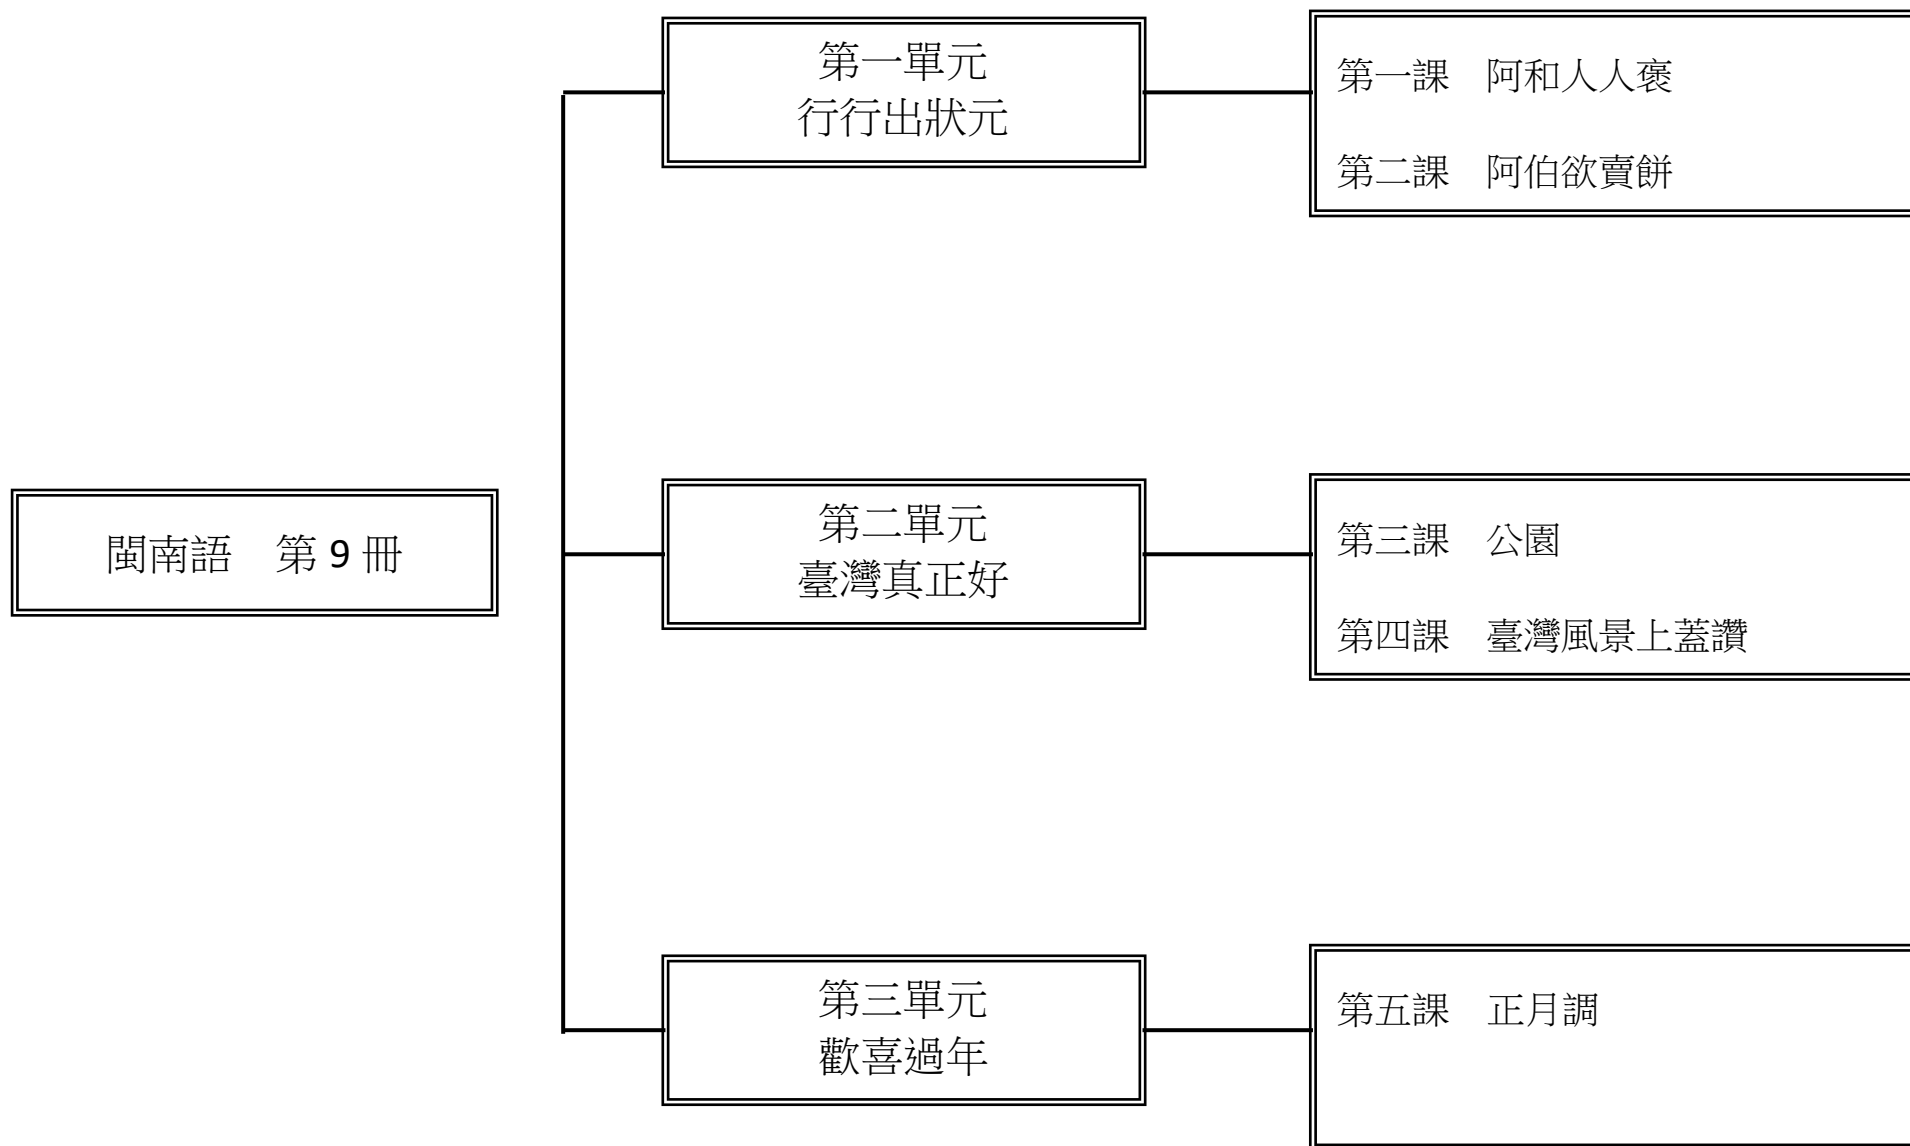 閩南語　第 9 冊
第一單元
行行出狀元
第一課　阿和人人褒
第二課　阿伯欲賣餅
第二單元
臺灣真正好
第三課　公園
第四課　臺灣風景上蓋讚
第三單元
歡喜過年
第五課　正月調